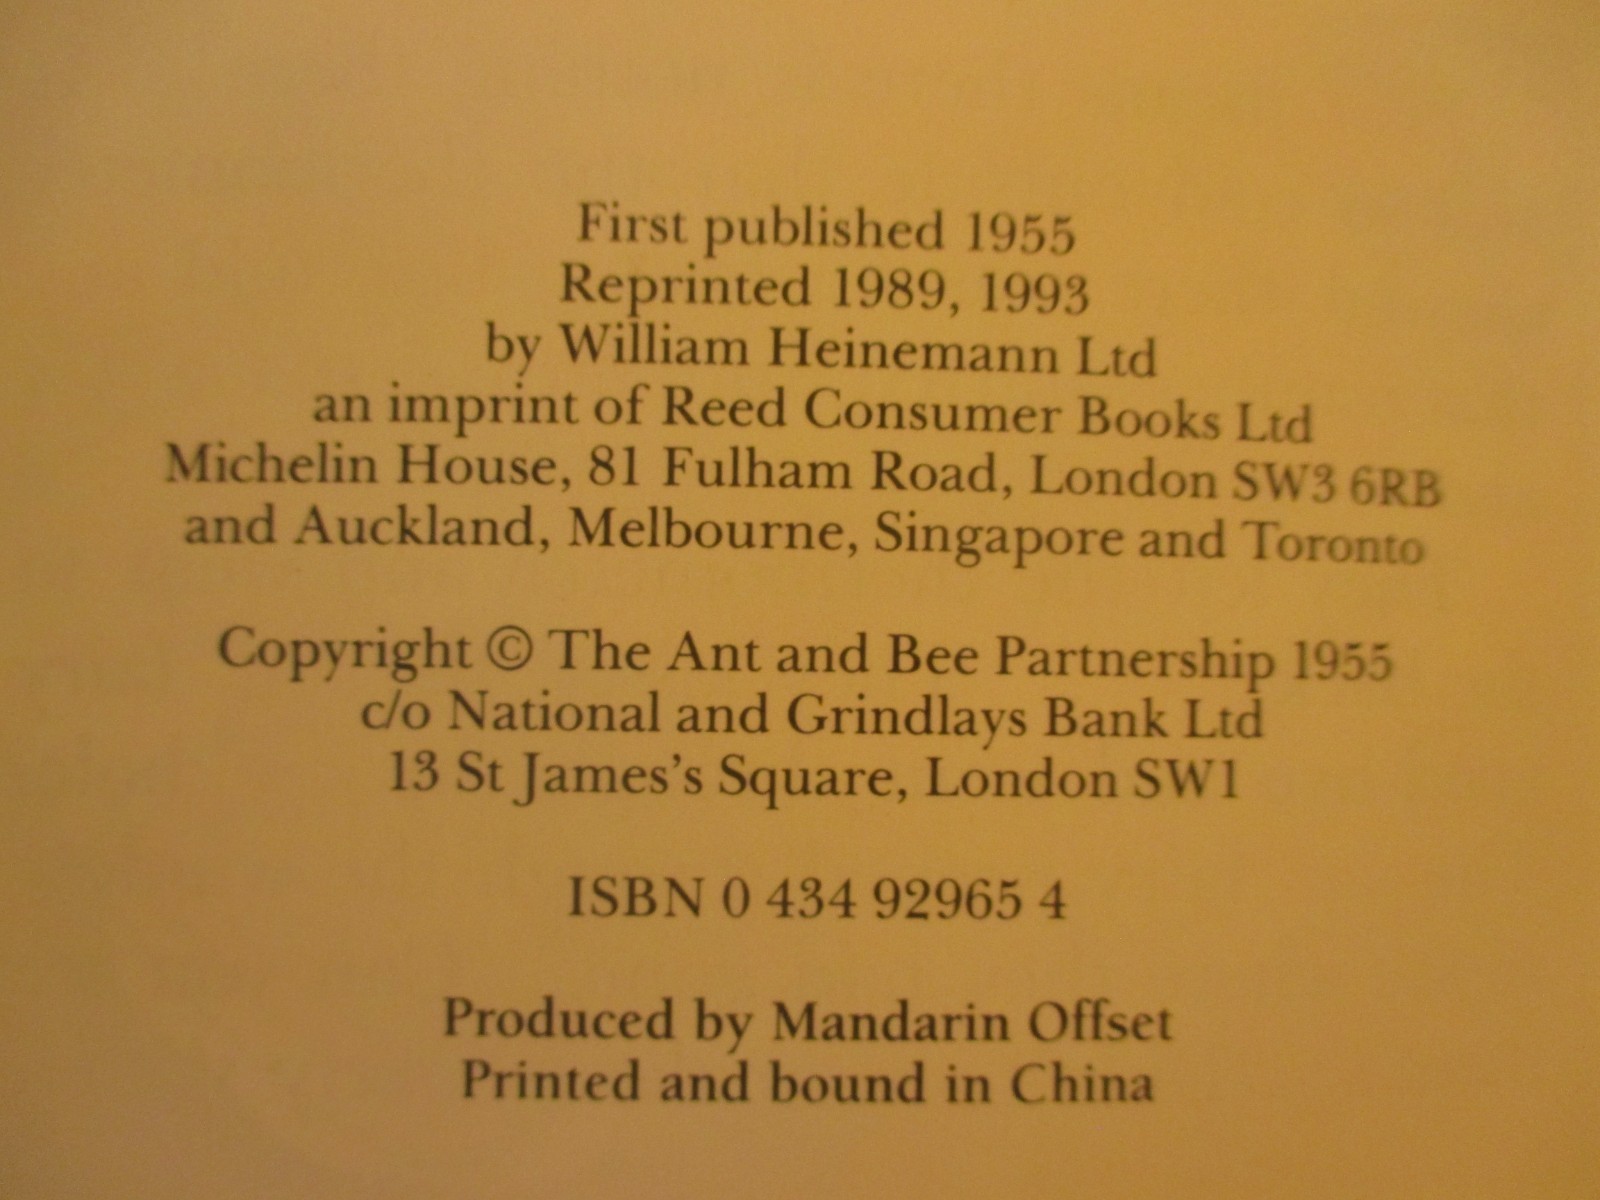 First published 1955
Reprinted 1989, 1993
by William Heinemann Ltd
an imprint of Reed Consumer Books Ltd
Michelin House, 81 Fulham Road, London SW3 6RB
and Auckland, Melbourne, Singapore and Toronto
Copyright © The Ant and Bee Partnership 1955
c/o National and Grindlays Bank Ltd
13 St James's Square, London SW1
ISBN 0 434 92965 4
Produced by Mandarin Offset
Printed and bound in China